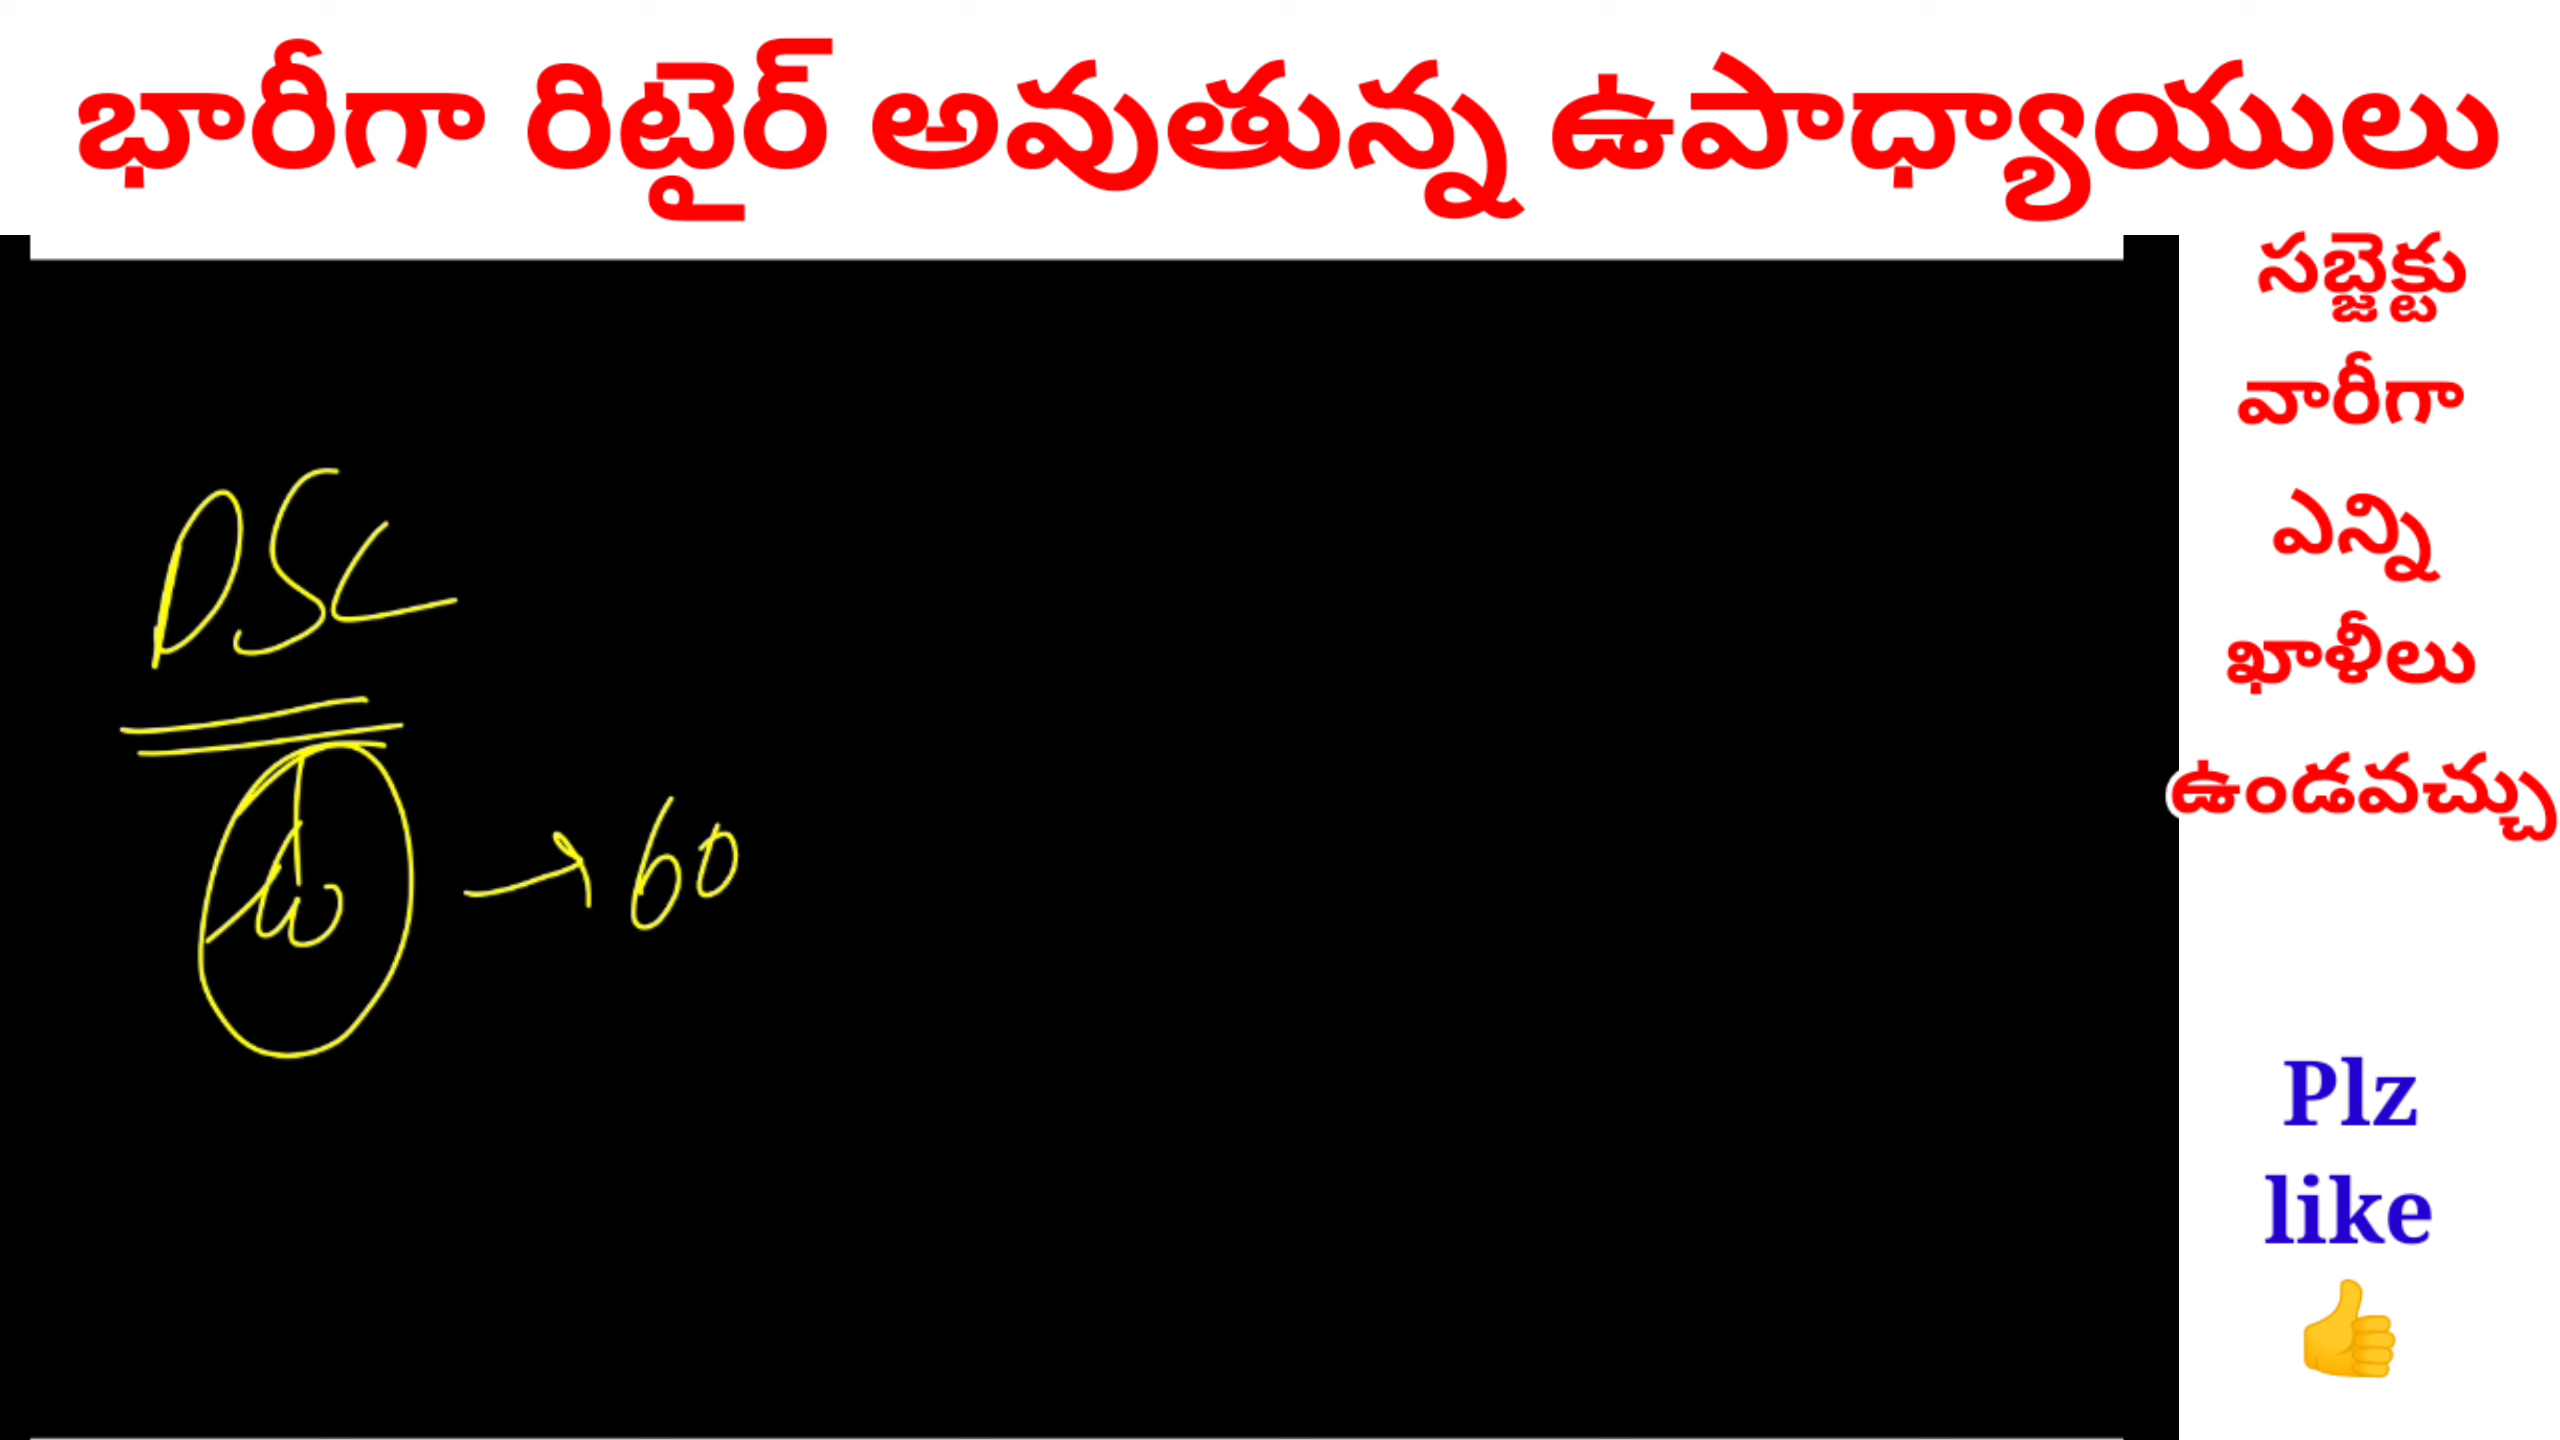 భారీగా రిటైర్ అవుతున్న ఉపాధ్యాయులు
సబ్జెక్టు
వారీగా
ఎన్ని
ఖాళీలు
ఉండవచ్చు
DSC
60
Plz
like